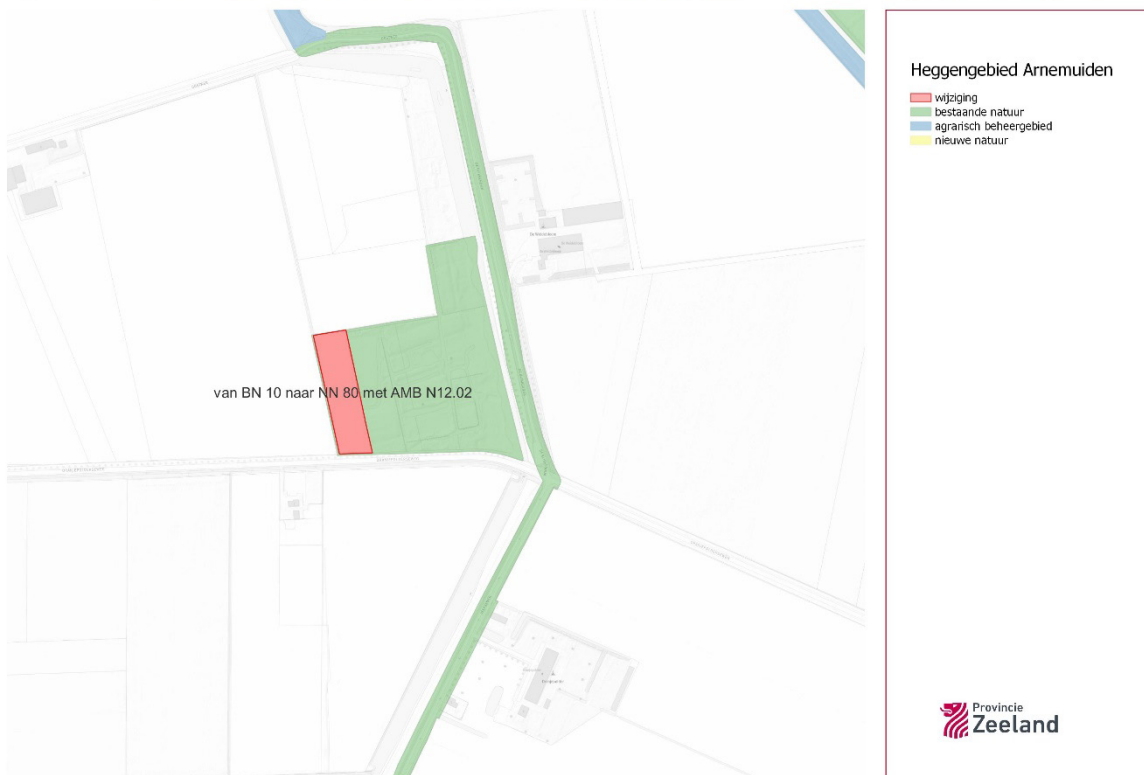 Heggengebied Arnemuiden
wijziging
bestaande natuur
agrarisch beheergebied
nieuwe natuur
van BN 10 naar NN 80 met AMB N12.02
Provincie
Zeeland